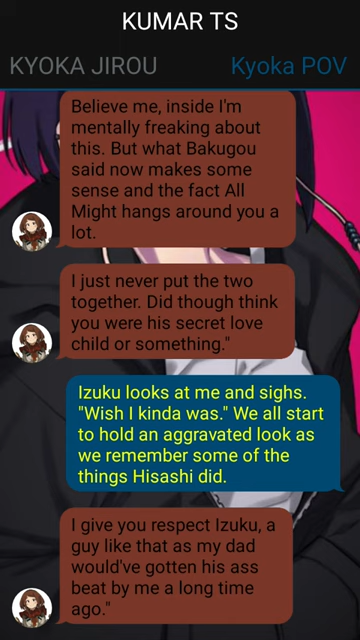 KUMAR TS
KYOKA JIROU
Kyoka POV
Believe me, inside I'm
mentally freaking about
this. But what Bakugou
said now makes some
sense and the fact All
Might hangs around you a
lot.
I just never put the two
together. Did though think
you were his secret love
child or something."
Izuku looks at me and sighs.
"Wish I kinda was." We all start
to hold an aggravated look as
we remember some of the
things Hisashi did.
I give you respect Izuku, a
guy like that as my dad
would've gotten his ass
beat by me a long time
ago."